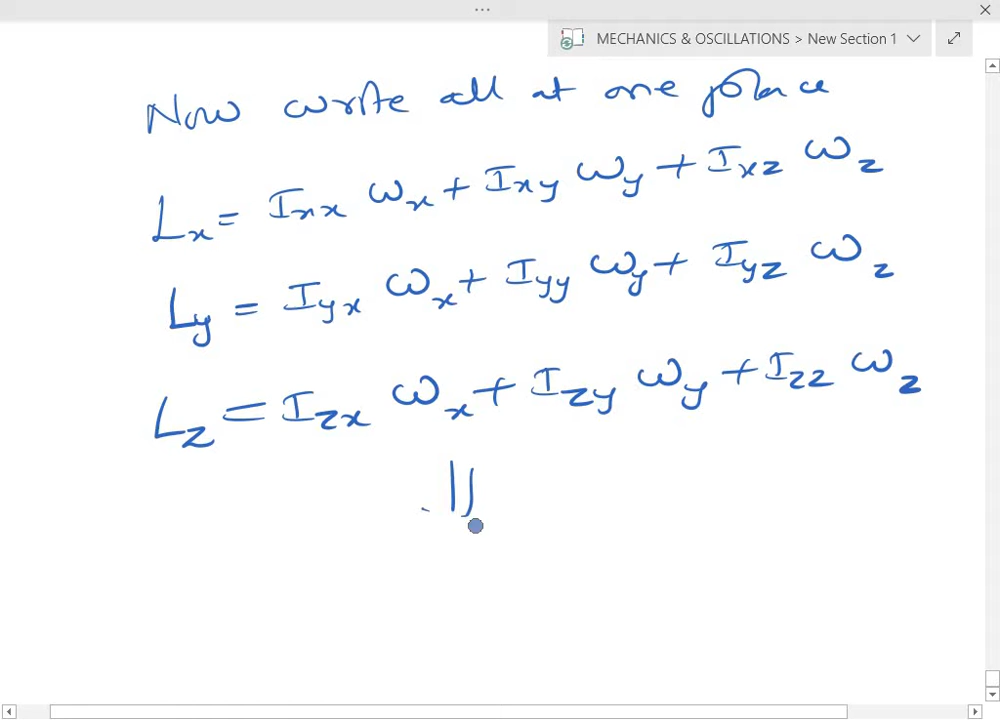 MECHANICS & OSCILLATIONS > New Section 1
Now write all at one place
Lx = Ixx ωx + Ixy ωy + Ixz ωz
Ly = Iyx ωx + Iyy ωy + Iyz ωz
Lz = Izx ωx + Izy ωy + Izz ωz